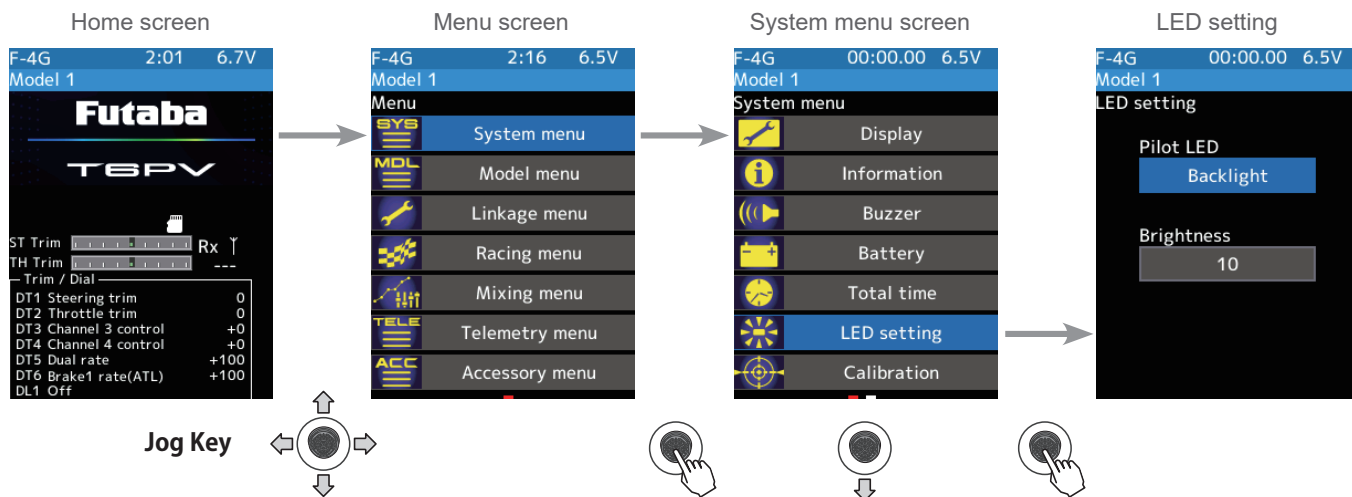 Home screen
Menu screen
System menu screen
LED setting
F-4G 2:01 6.7V
Model 1
Futaba
T6PV
ST Trim
Rx
TH Trim
---
Trim / Dial
DT1 Steering trim 0
DT2 Throttle trim 0
DT3 Channel 3 control +0
DT4 Channel 4 control +0
DT5 Dual rate +100
DT6 Brake1 rate(ATL) +100
DL1 Off
F-4G 2:16 6.5V
Model 1
Menu
SYS System menu
MDL Model menu
Linkage menu
Racing menu
Mixing menu
TELE Telemetry menu
ACC Accessory menu
F-4G 00:00.00 6.5V
Model 1
System menu
Display
Information
Buzzer
Battery
Total time
LED setting
Calibration
F-4G 00:00.00 6.5V
Model 1
LED setting
Pilot LED
Backlight
Brightness
10
Jog Key